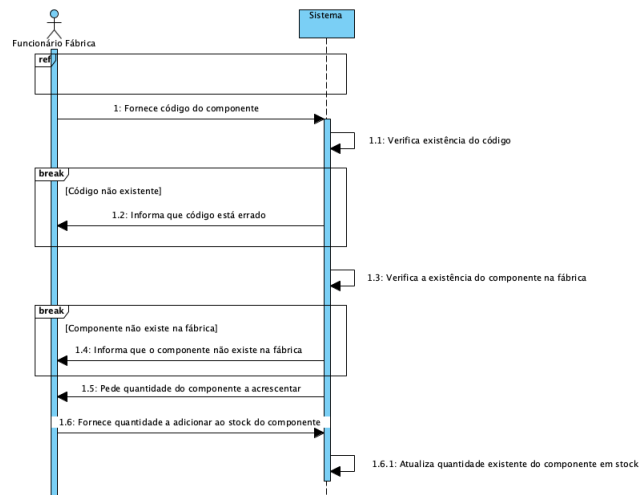 Sistema
Funcionário Fábrica
ref
1: Fornece código do componente
1.1: Verifica existência do código
break
[Código não existente]
1.2: Informa que código está errado
1.3: Verifica a existência do componente na fábrica
break
[Componente não existe na fábrica]
1.4: Informa que o componente não existe na fábrica
1.5: Pede quantidade do componente a acrescentar
1.6: Fornece quantidade a adicionar ao stock do componente
1.6.1: Atualiza quantidade existente do componente em stock